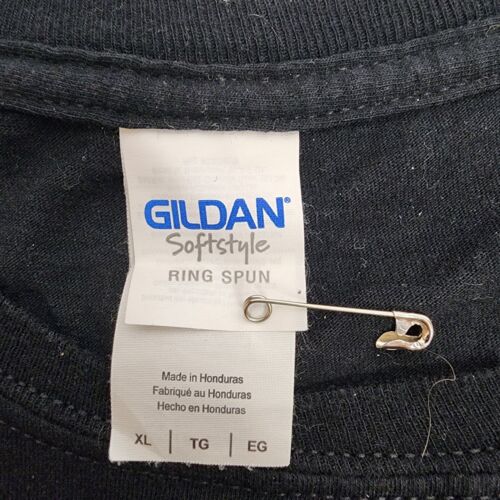 GILDAN®
Softstyle
RING SPUN
Made in Honduras
Fabriqué au Honduras
Hecho en Honduras
XL | TG | EG